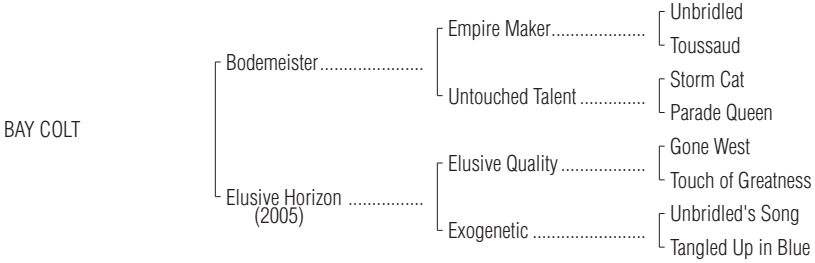 Unbridled
Empire Maker....................
Toussaud
Bodemeister......................
Storm Cat
Untouched Talent ..............
Parade Queen
BAY COLT
Gone West
Elusive Quality ..................
Touch of Greatness
Elusive Horizon ................
(2005)
Unbridled's Song
Exogenetic ........................
Tangled Up in Blue